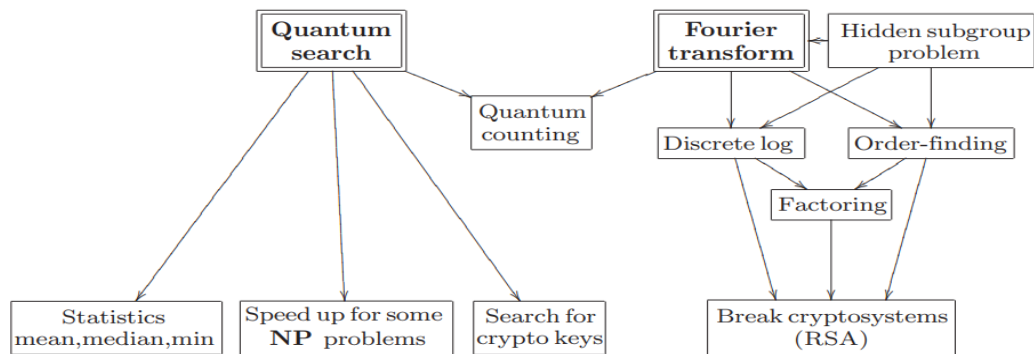 Quantum
search
Fourier
transform
Hidden subgroup
problem
Quantum
counting
Discrete log
Order-finding
Factoring
Statistics
mean,median,min
Speed up for some
NP problems
Search for
crypto keys
Break cryptosystems
(RSA)